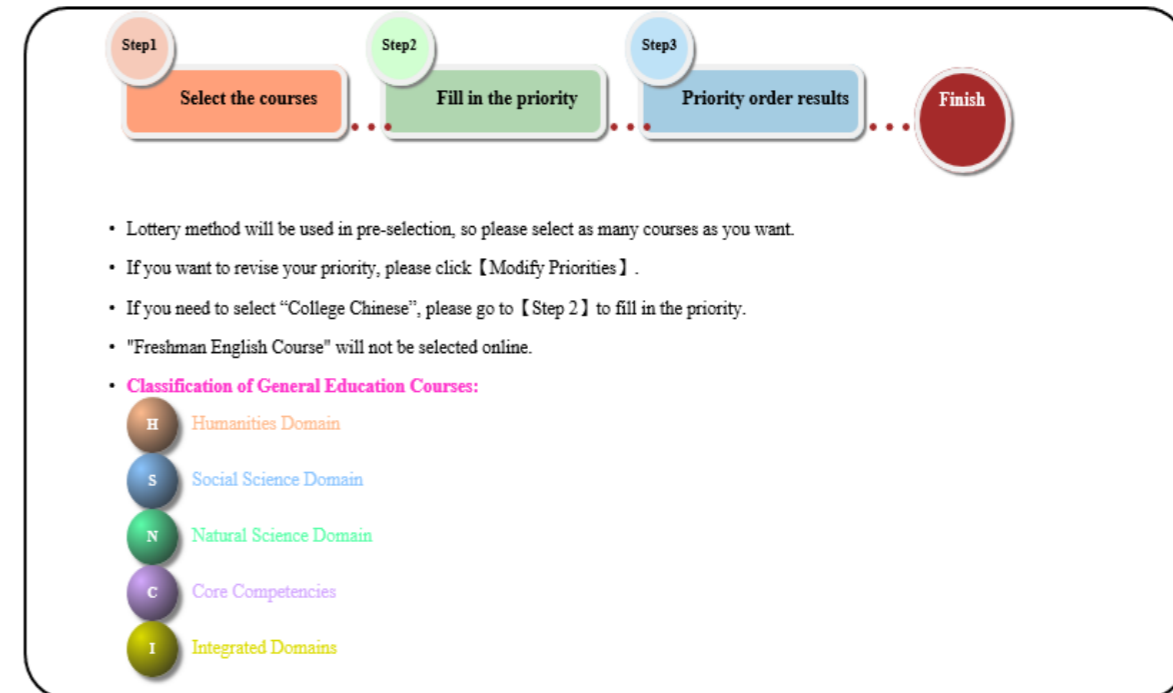 Step1
Step2
Step3
Select the courses
Fill in the priority
Priority order results
Finish
• Lottery method will be used in pre-selection, so please select as many courses as you want.
• If you want to revise your priority, please click【Modify Priorities】.
• If you need to select “College Chinese”, please go to【Step 2】to fill in the priority.
• "Freshman English Course" will not be selected online.
• Classification of General Education Courses:
H Humanities Domain
S Social Science Domain
N Natural Science Domain
C Core Competencies
I Integrated Domains